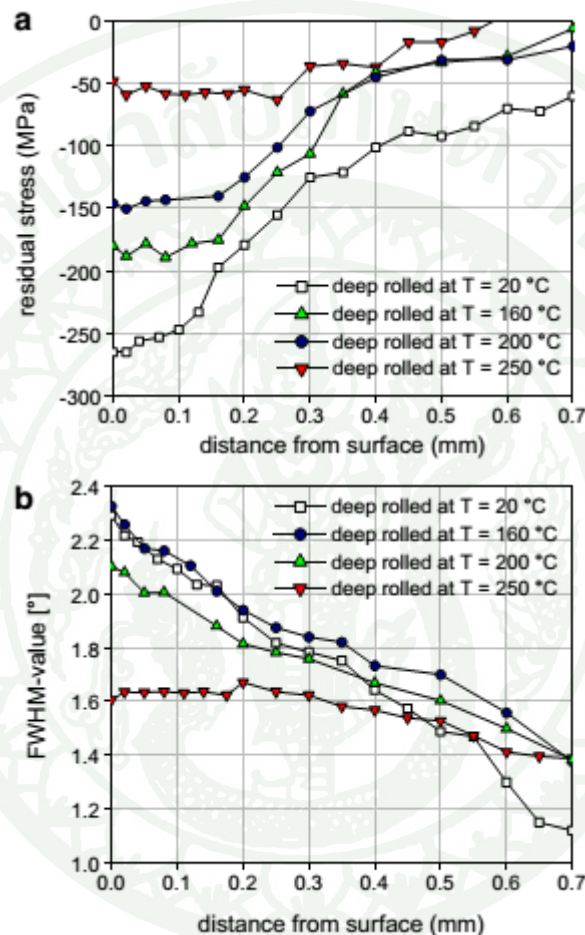 a
0
-50
-100
-150
-200
-250
-300
residual stress (MPa)
deep rolled at T = 20 °C
deep rolled at T = 160 °C
deep rolled at T = 200 °C
deep rolled at T = 250 °C
0.0 0.1 0.2 0.3 0.4 0.5 0.6 0.7
distance from surface (mm)
b
2.4
2.2
2.0
1.8
1.6
1.4
1.2
1.0
FWHM-value [°]
deep rolled at T = 20 °C
deep rolled at T = 160 °C
deep rolled at T = 200 °C
deep rolled at T = 250 °C
0.0 0.1 0.2 0.3 0.4 0.5 0.6 0.7
distance from surface (mm)